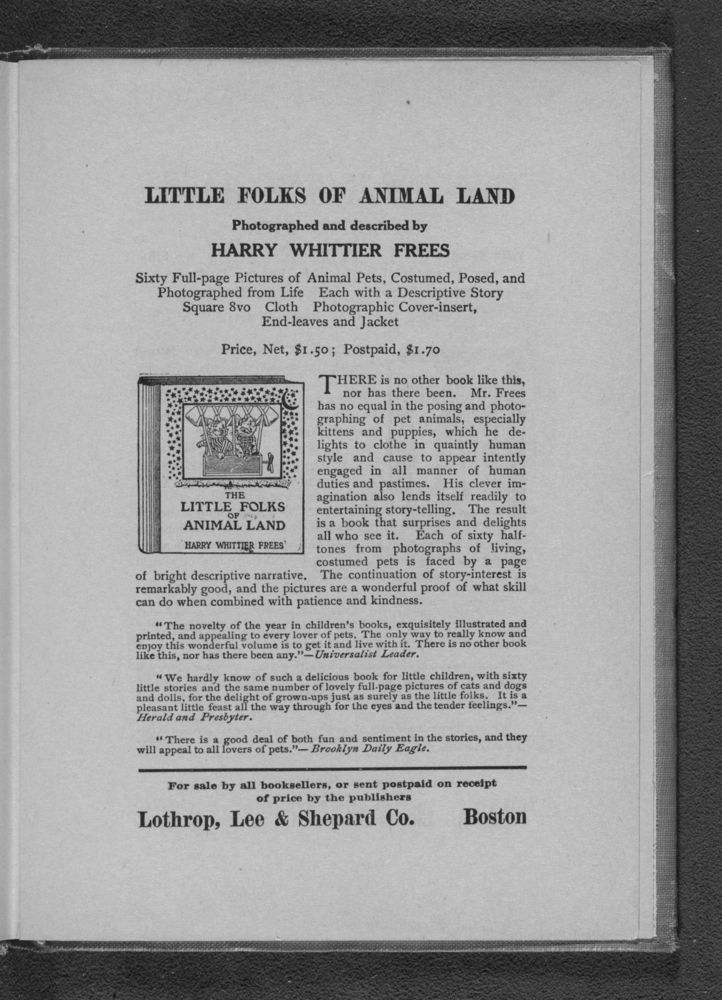 LITTLE FOLKS OF ANIMAL LAND
Photographed and described by
HARRY WHITTIER FREES
Sixty Full-page Pictures of Animal Pets, Costumed, Posed, and
Photographed from Life Each with a Descriptive Story
Square 8vo Cloth Photographic Cover-insert,
End-leaves and Jacket
Price, Net, $1.50; Postpaid, $1.70
THE
LITTLE FOLKS
OF
ANIMAL LAND
HARRY WHITTIER FREES
THERE is no other book like this,
nor has there been. Mr. Frees
has no equal in the posing and photo-
graphing of pet animals, especially
kittens and puppies, which he de-
lights to clothe in quaintly human
style and cause to appear intently
engaged in all manner of human
duties and pastimes. His clever im-
agination also lends itself readily to
entertaining story-telling. The result
is a book that surprises and delights
all who see it. Each of sixty half-
tones from photographs of living,
costumed pets is faced by a page
of bright descriptive narrative. The continuation of story-interest is
remarkably good, and the pictures are a wonderful proof of what skill
can do when combined with patience and kindness.
"The novelty of the year in children's books, exquisitely illustrated and
printed, and appealing to every lover of pets. The only way to really know and
enjoy this wonderful volume is to get it and live with it. There is no other book
like this, nor has there been any."—Universalist Leader.
"We hardly know of such a delicious book for little children, with sixty
little stories and the same number of lovely full-page pictures of cats and dogs
and dolls, for the delight of grown-ups just as surely as the little folks. It is a
pleasant little feast all the way through for the eyes and the tender feelings."—
Herald and Presbyter.
"There is a good deal of both fun and sentiment in the stories, and they
will appeal to all lovers of pets."—Brooklyn Daily Eagle.
For sale by all booksellers, or sent postpaid on receipt
of price by the publishers
Lothrop, Lee & Shepard Co. Boston